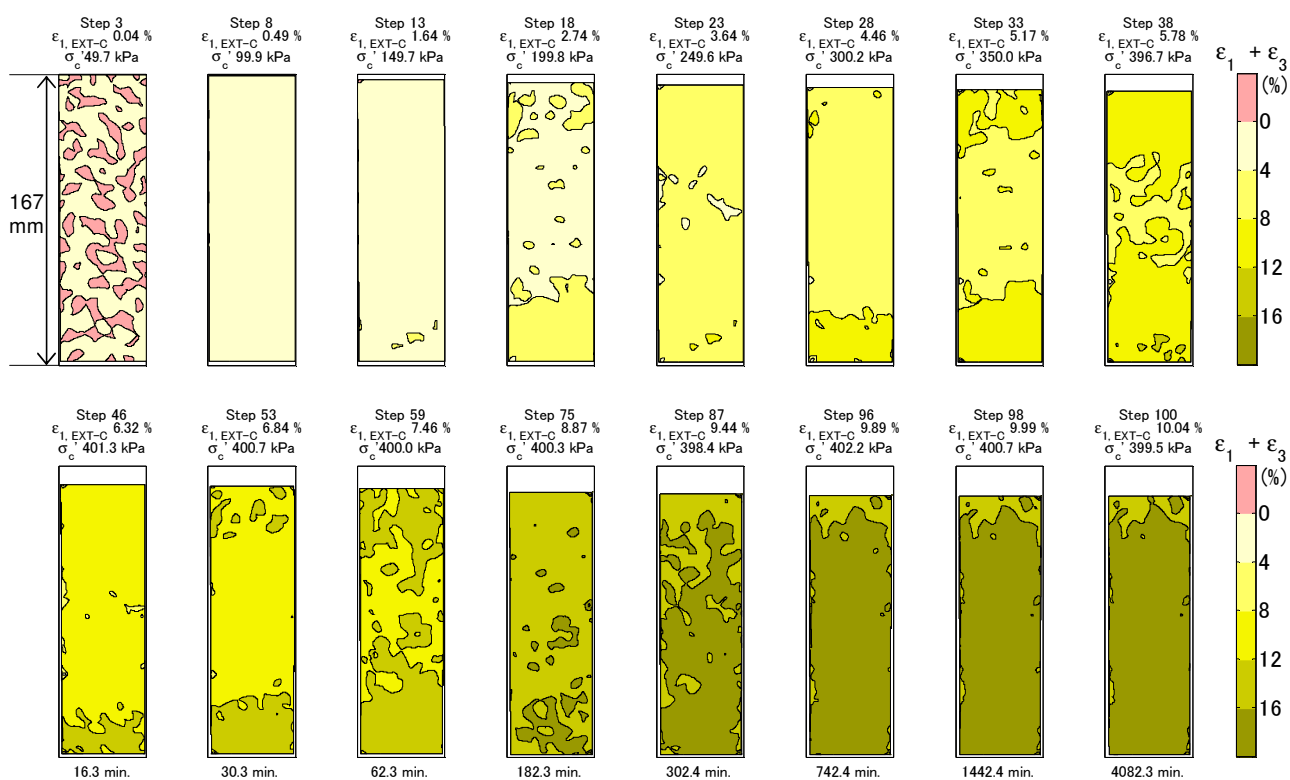 Step 3
ε1, EXT-C 0.04 %
σc' 49.7 kPa
Step 8
ε1, EXT-C 0.49 %
σc' 99.9 kPa
Step 13
ε1, EXT-C 1.64 %
σc' 149.7 kPa
Step 18
ε1, EXT-C 2.74 %
σc' 199.8 kPa
Step 23
ε1, EXT-C 3.64 %
σc' 249.6 kPa
Step 28
ε1, EXT-C 4.46 %
σc' 300.2 kPa
Step 33
ε1, EXT-C 5.17 %
σc' 350.0 kPa
Step 38
ε1, EXT-C 5.78 %
σc' 396.7 kPa
ε1 + ε3
(%)
0
4
8
12
16
167
mm
Step 46
ε1, EXT-C 6.32 %
σc' 401.3 kPa
Step 53
ε1, EXT-C 6.84 %
σc' 400.7 kPa
Step 59
ε1, EXT-C 7.46 %
σc' 400.0 kPa
Step 75
ε1, EXT-C 8.87 %
σc' 400.3 kPa
Step 87
ε1, EXT-C 9.44 %
σc' 398.4 kPa
Step 96
ε1, EXT-C 9.89 %
σc' 402.2 kPa
Step 98
ε1, EXT-C 9.99 %
σc' 400.7 kPa
Step 100
ε1, EXT-C 10.04 %
σc' 399.5 kPa
ε1 + ε3
(%)
0
4
8
12
16
16.3 min.
30.3 min.
62.3 min.
182.3 min.
302.4 min.
742.4 min.
1442.4 min.
4082.3 min.